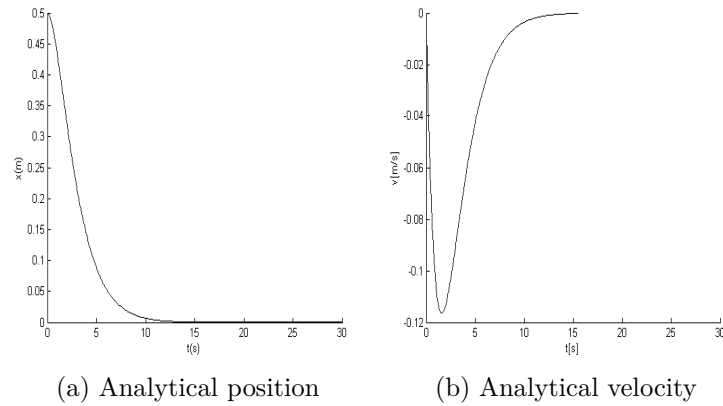 0.5
0.45
0.4
0.35
0.3
0.25
0.2
0.15
0.1
0.05
0
x(m)
0 5 10 15 20 25 30
t(s)
(a) Analytical position
0
-0.02
-0.04
-0.06
-0.08
-0.1
-0.12
v[m/s]
0 5 10 15 20 25 30
t[s]
(b) Analytical velocity